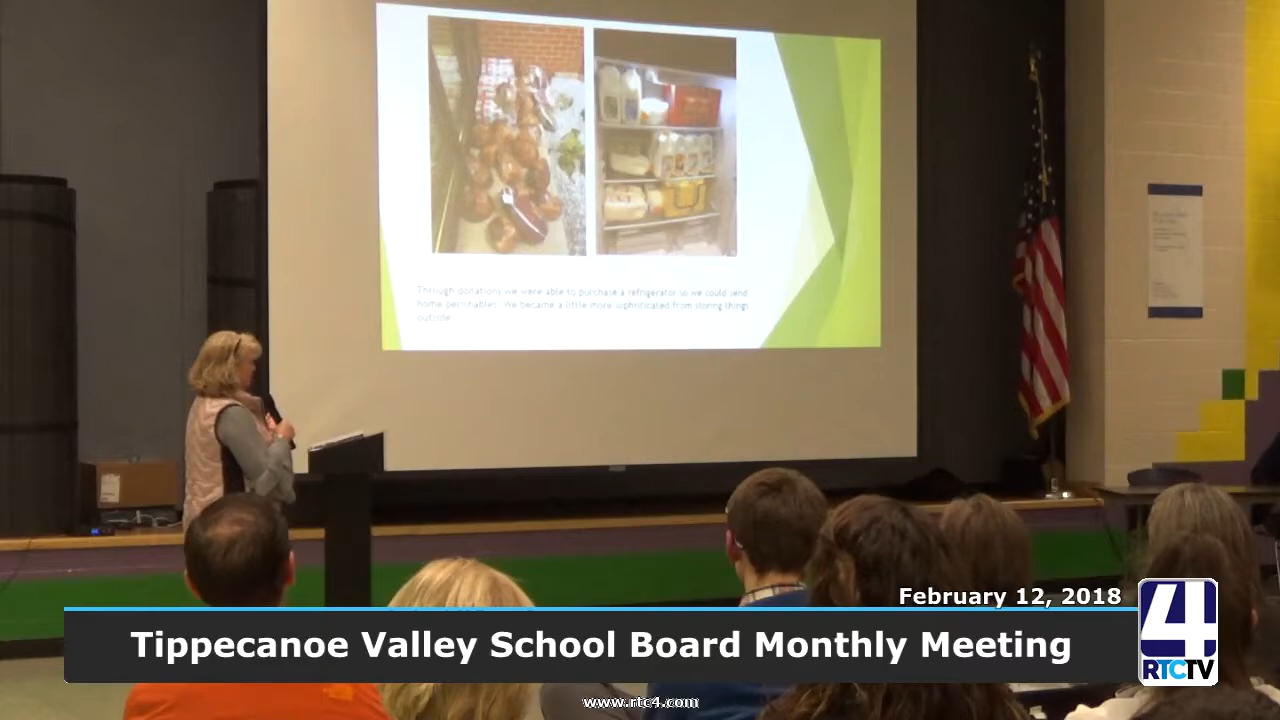 Through donations we were able to purchase a refrigerator so we could send
home perishables. We became a little more sophisticated from storing things
outside.
February 12, 2018
Tippecanoe Valley School Board Monthly Meeting
4
RTCTV
www.rtc4.com